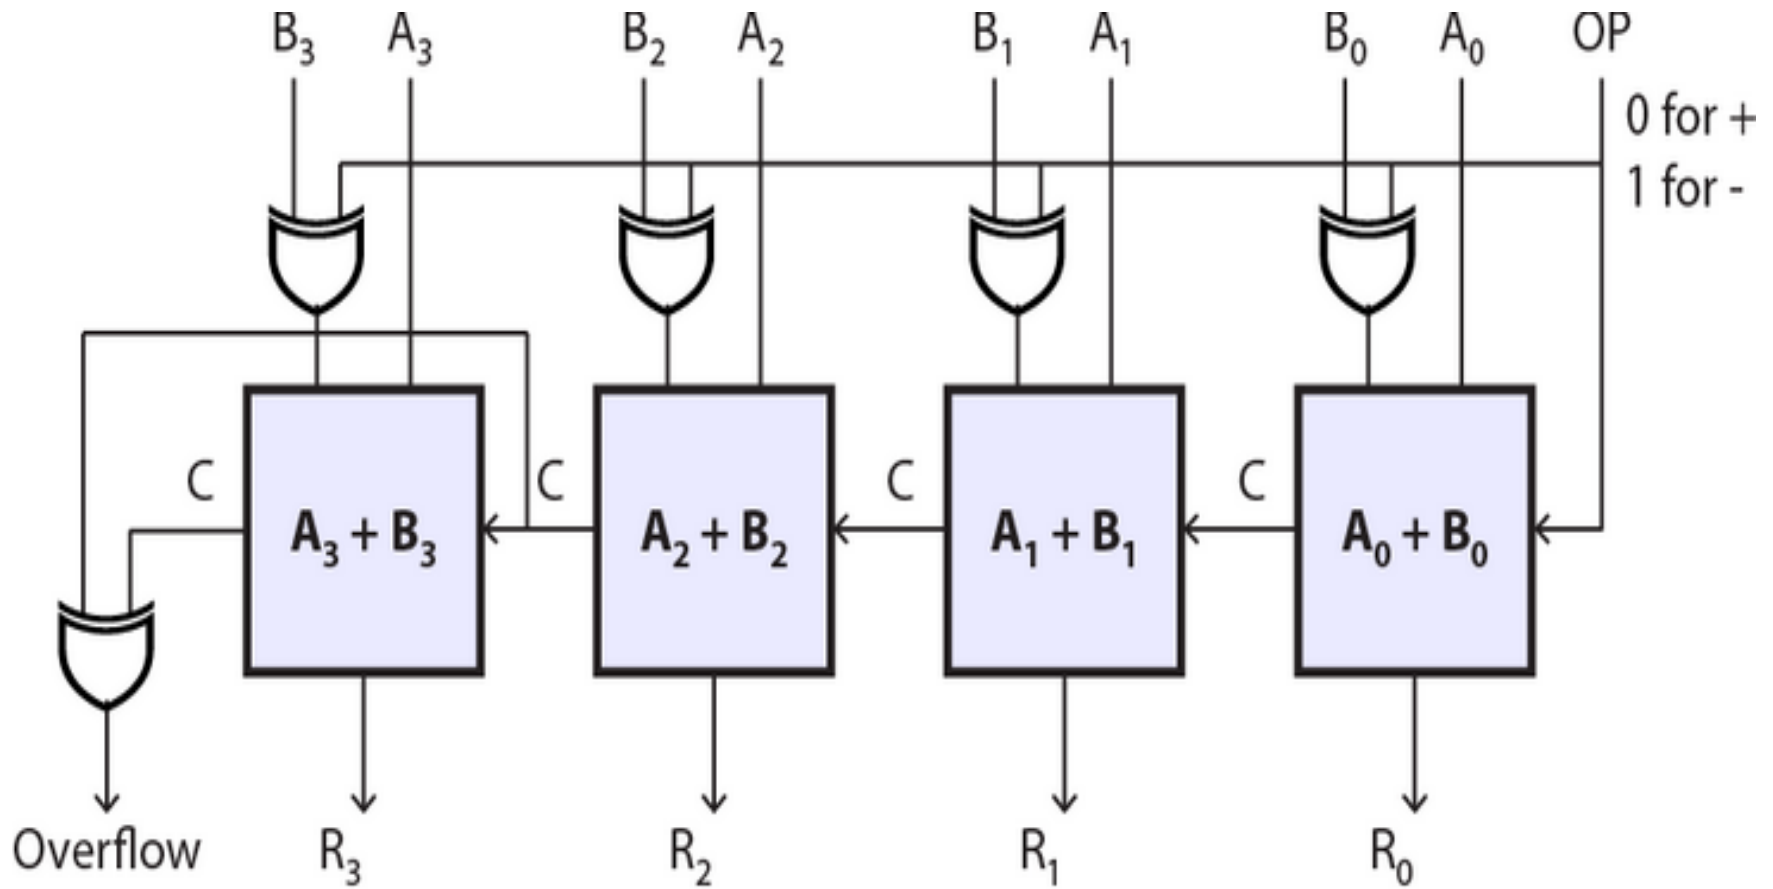 B₃ A₃ B₂ A₂ B₁ A₁ B₀ A₀ OP
0 for +
1 for -
C C C C
A₃ + B₃ A₂ + B₂ A₁ + B₁ A₀ + B₀
Overflow R₃ R₂ R₁ R₀